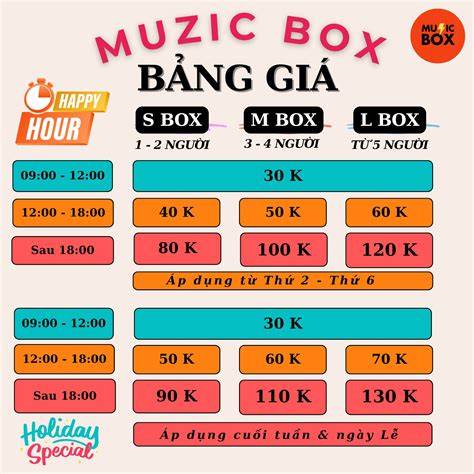 MUZIC BOX
MUZIC
BOX
BẢNG GIÁ
HAPPY
HOUR
S BOX M BOX L BOX
1 - 2 NGƯỜI 3 - 4 NGƯỜI TỪ 5 NGƯỜI
09:00 - 12:00 30 K
12:00 - 18:00 40 K 50 K 60 K
Sau 18:00 80 K 100 K 120 K
Áp dụng từ Thứ 2 - Thứ 6
09:00 - 12:00 30 K
12:00 - 18:00 50 K 60 K 70 K
Sau 18:00 90 K 110 K 130 K
Holiday
Special
Áp dụng cuối tuần & ngày Lễ